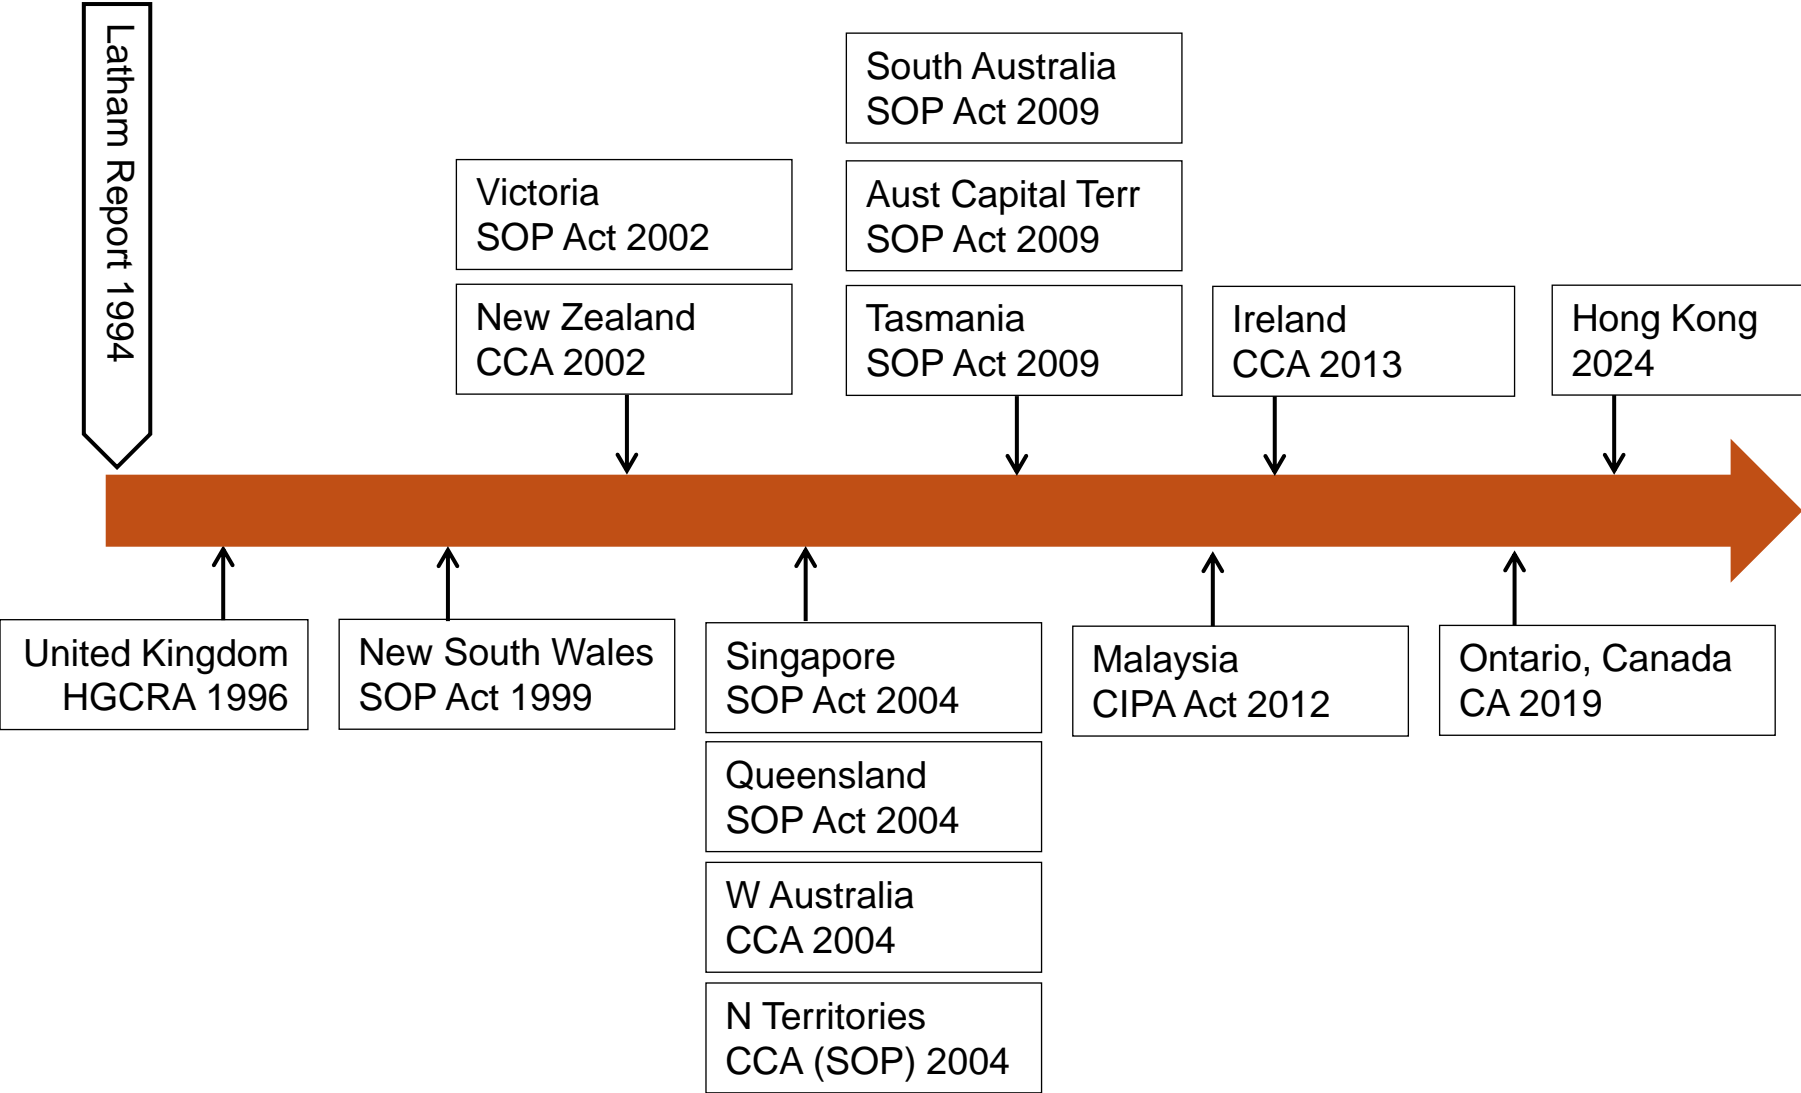 Latham Report 1994
South Australia
SOP Act 2009
Victoria
SOP Act 2002
Aust Capital Terr
SOP Act 2009
New Zealand
CCA 2002
Tasmania
SOP Act 2009
Ireland
CCA 2013
Hong Kong
2024
United Kingdom
HGCRA 1996
New South Wales
SOP Act 1999
Singapore
SOP Act 2004
Malaysia
CIPA Act 2012
Ontario, Canada
CA 2019
Queensland
SOP Act 2004
W Australia
CCA 2004
N Territories
CCA (SOP) 2004